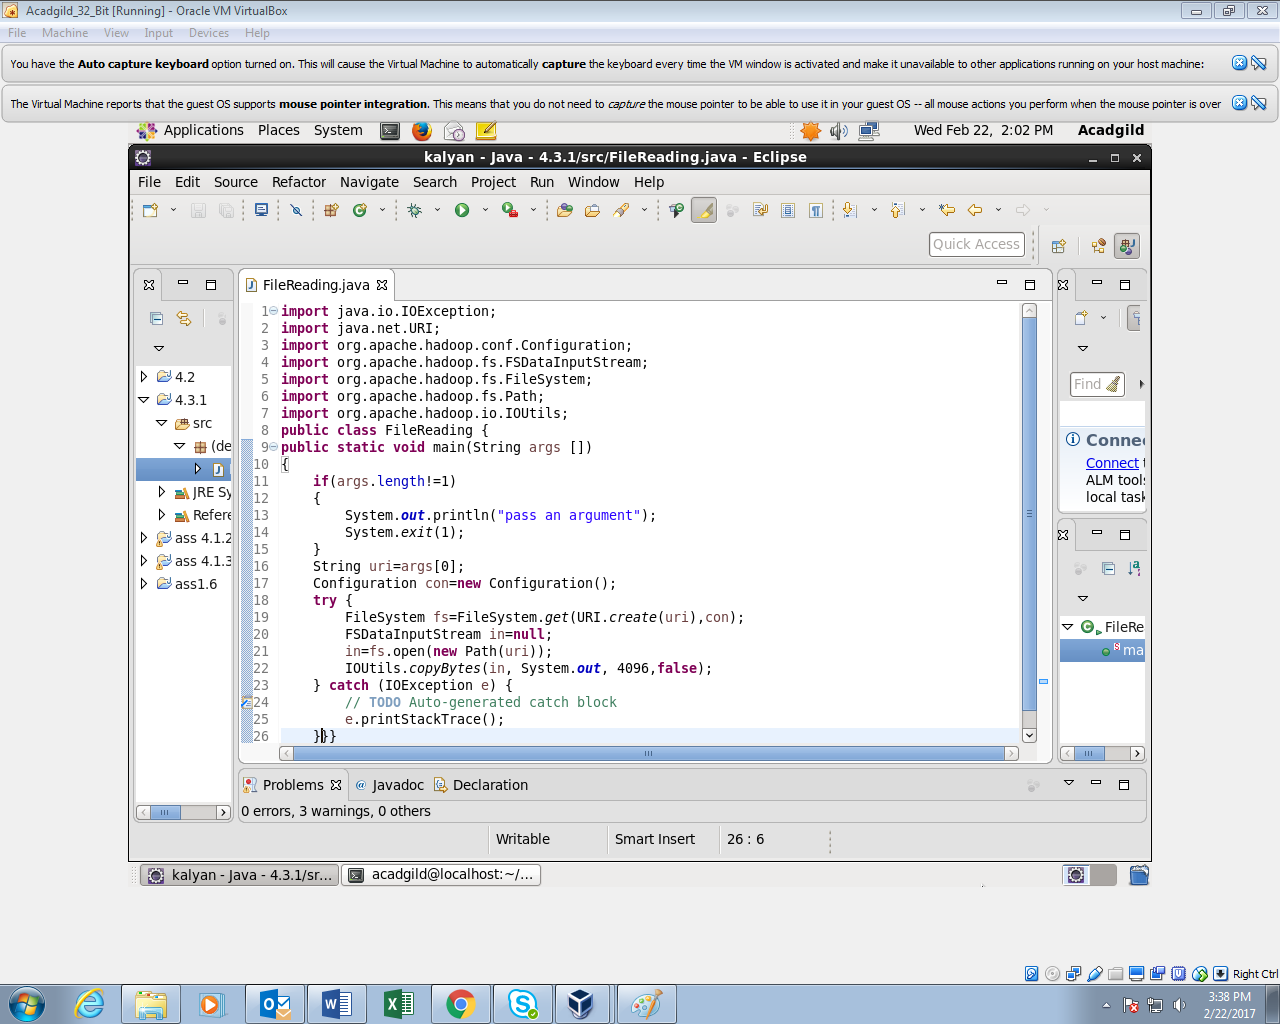 Acadgild_32_Bit [Running] - Oracle VM VirtualBox
File Machine View Input Devices Help
You have the Auto capture keyboard option turned on. This will cause the Virtual Machine to automatically capture the keyboard every time the VM window is activated and make it unavailable to other applications running on your host machine:
The Virtual Machine reports that the guest OS supports mouse pointer integration. This means that you do not need to capture the mouse pointer to be able to use it in your guest OS -- all mouse actions you perform when the mouse pointer is over
Applications Places System Wed Feb 22, 2:02 PM Acadgild
kalyan - Java - 4.3.1/src/FileReading.java - Eclipse
File Edit Source Refactor Navigate Search Project Run Window Help
Quick Access
FileReading.java
4.2
4.3.1
src
(de
JRE Sy
Refere
ass 4.1.2
ass 4.1.3
ass1.6
1 import java.io.IOException;
2 import java.net.URI;
3 import org.apache.hadoop.conf.Configuration;
4 import org.apache.hadoop.fs.FSDataInputStream;
5 import org.apache.hadoop.fs.FileSystem;
6 import org.apache.hadoop.fs.Path;
7 import org.apache.hadoop.io.IOUtils;
8 public class FileReading {
9 public static void main(String args [])
10 {
11 if(args.length!=1)
12 {
13 System.out.println("pass an argument");
14 System.exit(1);
15 }
16 String uri=args[0];
17 Configuration con=new Configuration();
18 try {
19 FileSystem fs=FileSystem.get(URI.create(uri),con);
20 FSDataInputStream in=null;
21 in=fs.open(new Path(uri));
22 IOUtils.copyBytes(in, System.out, 4096,false);
23 } catch (IOException e) {
24 // TODO Auto-generated catch block
25 e.printStackTrace();
26 }}}
Find
Connec
Connect t
ALM tools
local task
FileRe
ma
Problems Javadoc Declaration
0 errors, 3 warnings, 0 others
Writable Smart Insert 26 : 6
kalyan - Java - 4.3.1/sr... acadgild@localhost:~/...
Right Ctrl
3:38 PM
2/22/2017